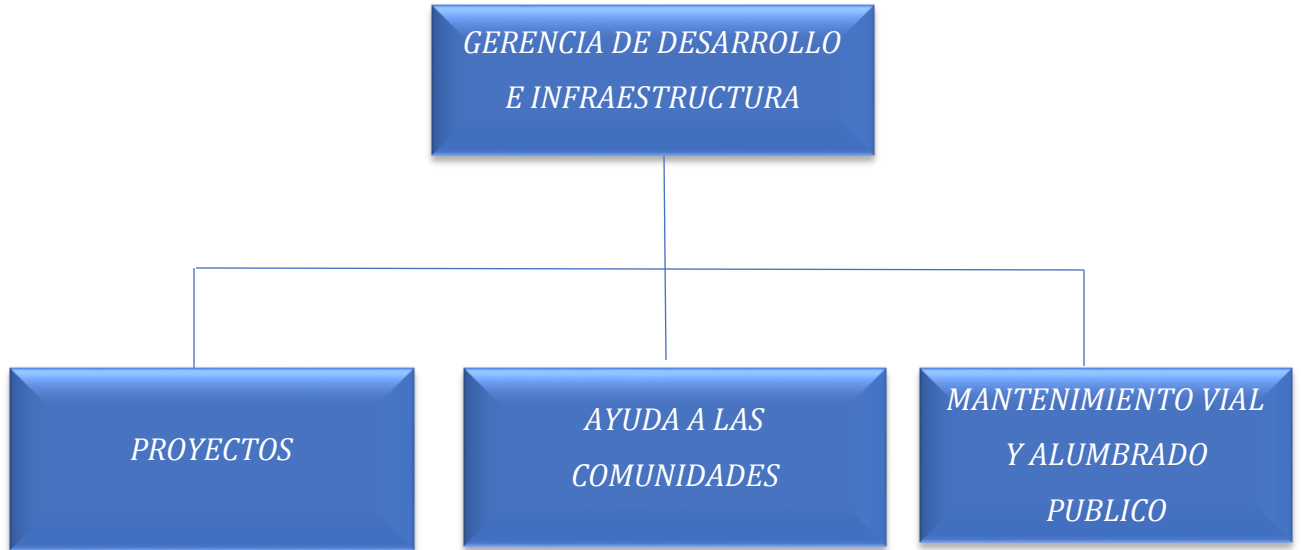 GERENCIA DE DESARROLLO
E INFRAESTRUCTURA
PROYECTOS
AYUDA A LAS
COMUNIDADES
MANTENIMIENTO VIAL
Y ALUMBRADO
PUBLICO